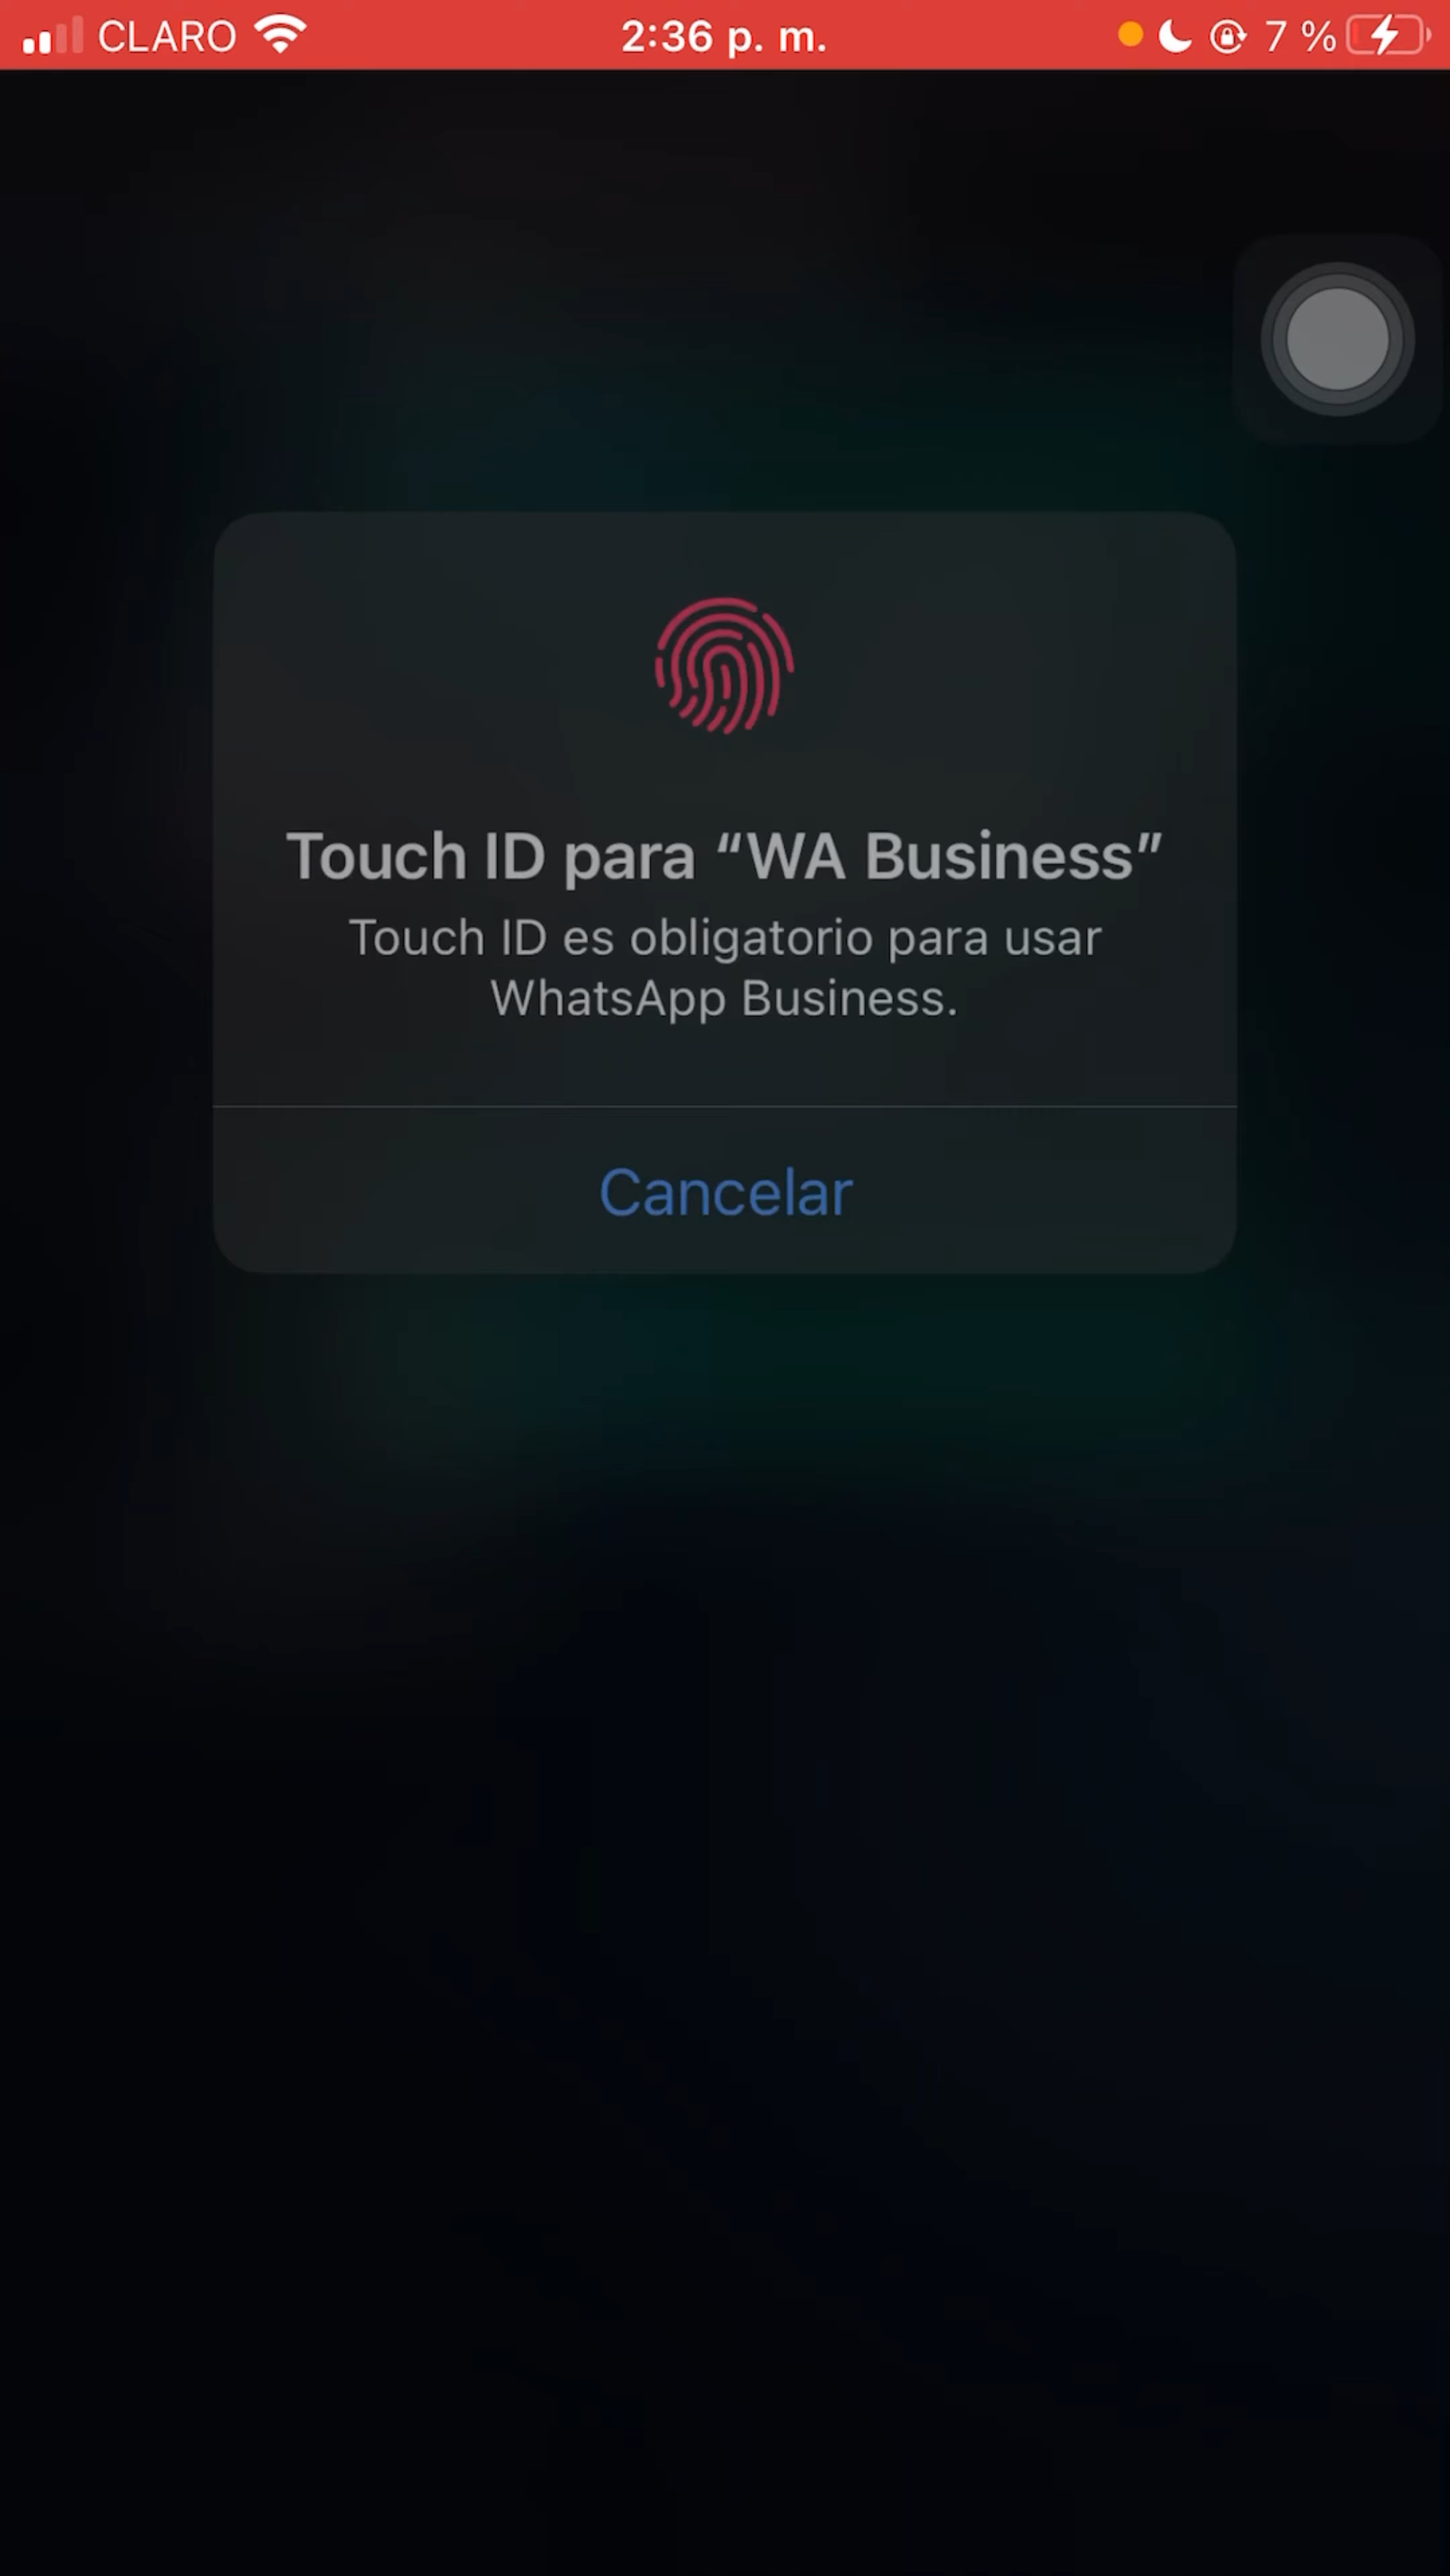 CLARO 2:36 p. m. 7 %
Touch ID para “WA Business”
Touch ID es obligatorio para usar
WhatsApp Business.
Cancelar